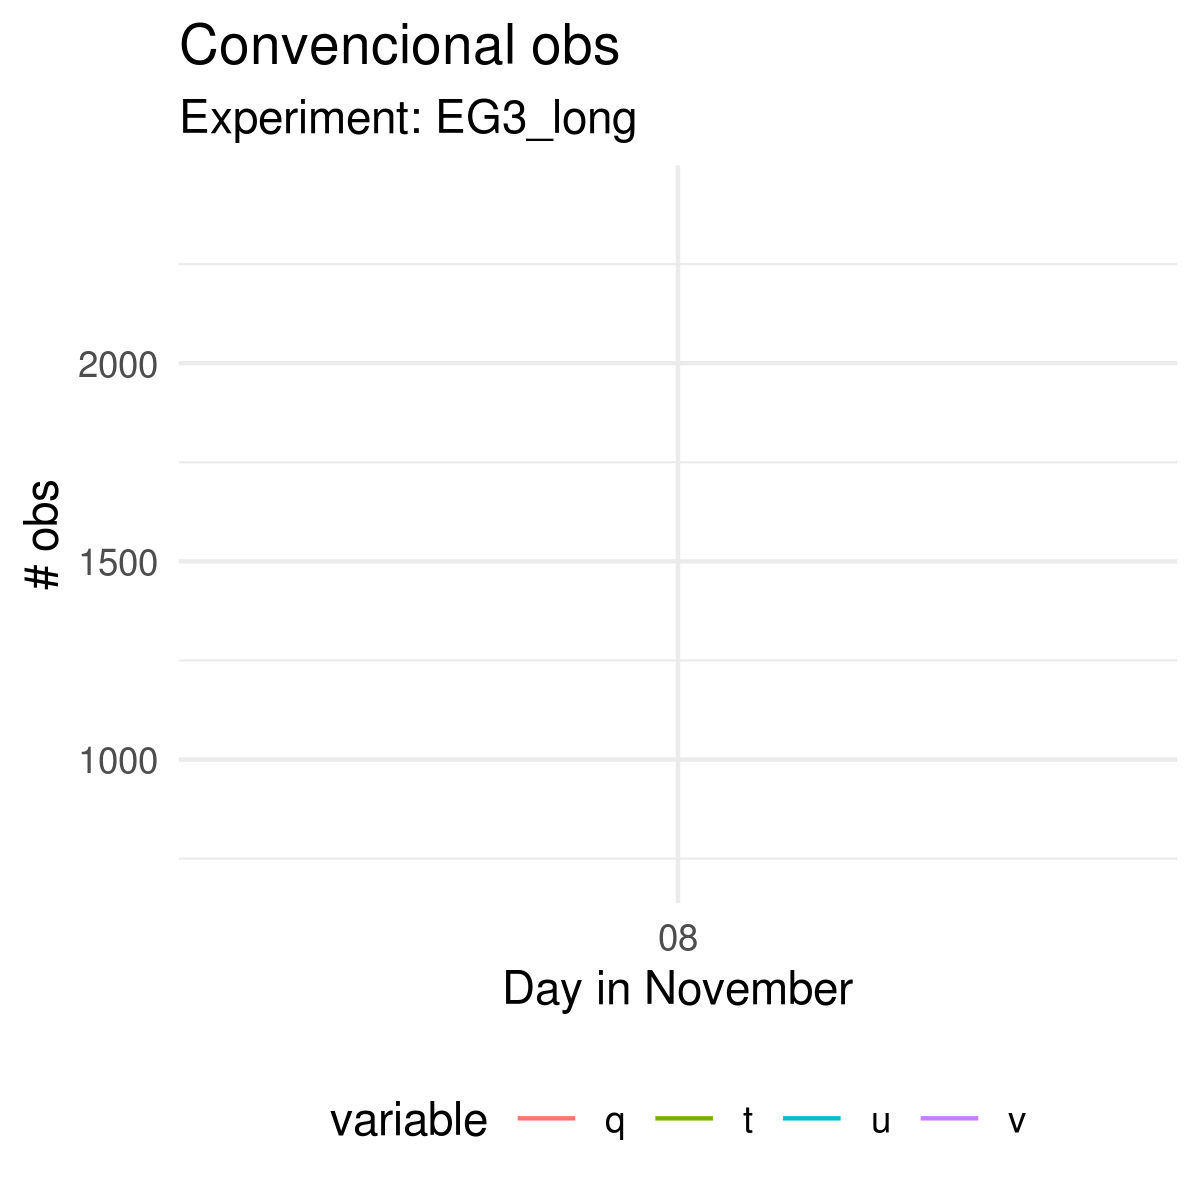 Convencional obs
Experiment: EG3_long
2000
1500
1000
# obs
08
Day in November
variable q t u v